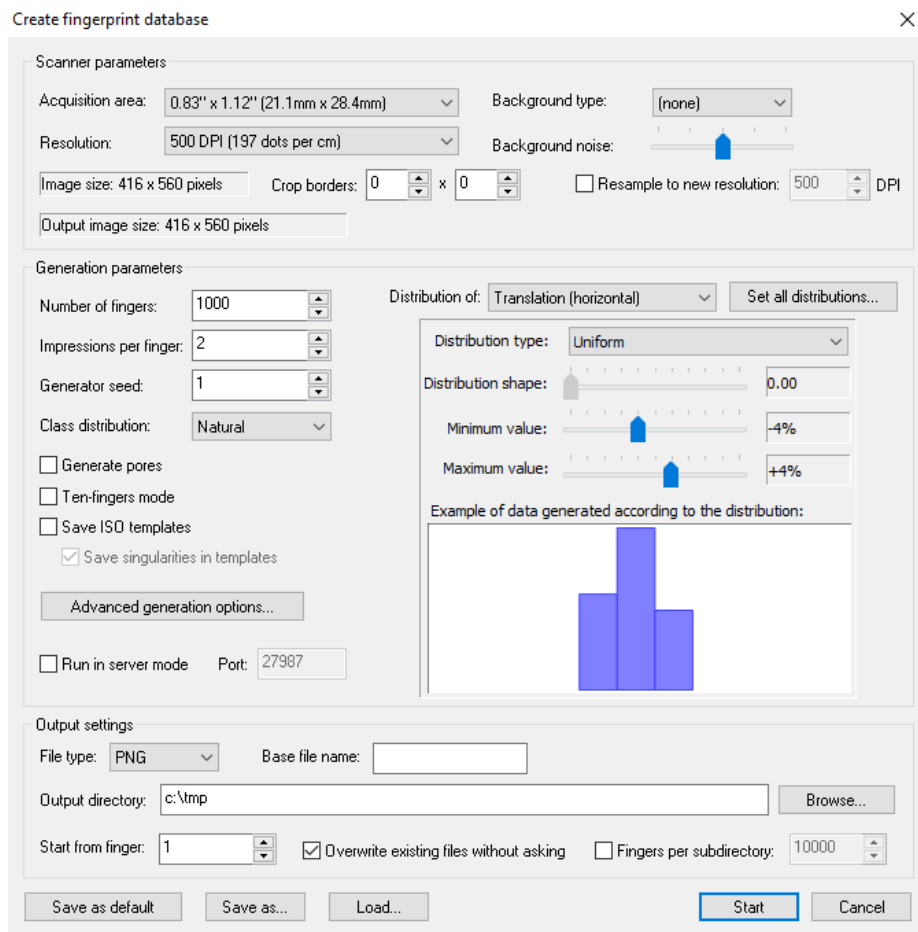 Create fingerprint database
Scanner parameters
Acquisition area: 0.83" x 1.12" (21.1mm x 28.4mm) Background type: (none)
Resolution: 500 DPI (197 dots per cm) Background noise:
Image size: 416 x 560 pixels Crop borders: 0 x 0 Resample to new resolution: 500 DPI
Output image size: 416 x 560 pixels
Generation parameters
Number of fingers: 1000 Distribution of: Translation (horizontal) Set all distributions...
Impressions per finger: 2 Distribution type: Uniform
Generator seed: 1 Distribution shape: 0.00
Class distribution: Natural Minimum value: -4%
Generate pores Maximum value: +4%
Ten-fingers mode Example of data generated according to the distribution:
Save ISO templates
Save singularities in templates
Advanced generation options...
Run in server mode Port: 27987
Output settings
File type: PNG Base file name:
Output directory: c:\tmp Browse...
Start from finger: 1 Overwrite existing files without asking Fingers per subdirectory: 10000
Save as default Save as... Load... Start Cancel